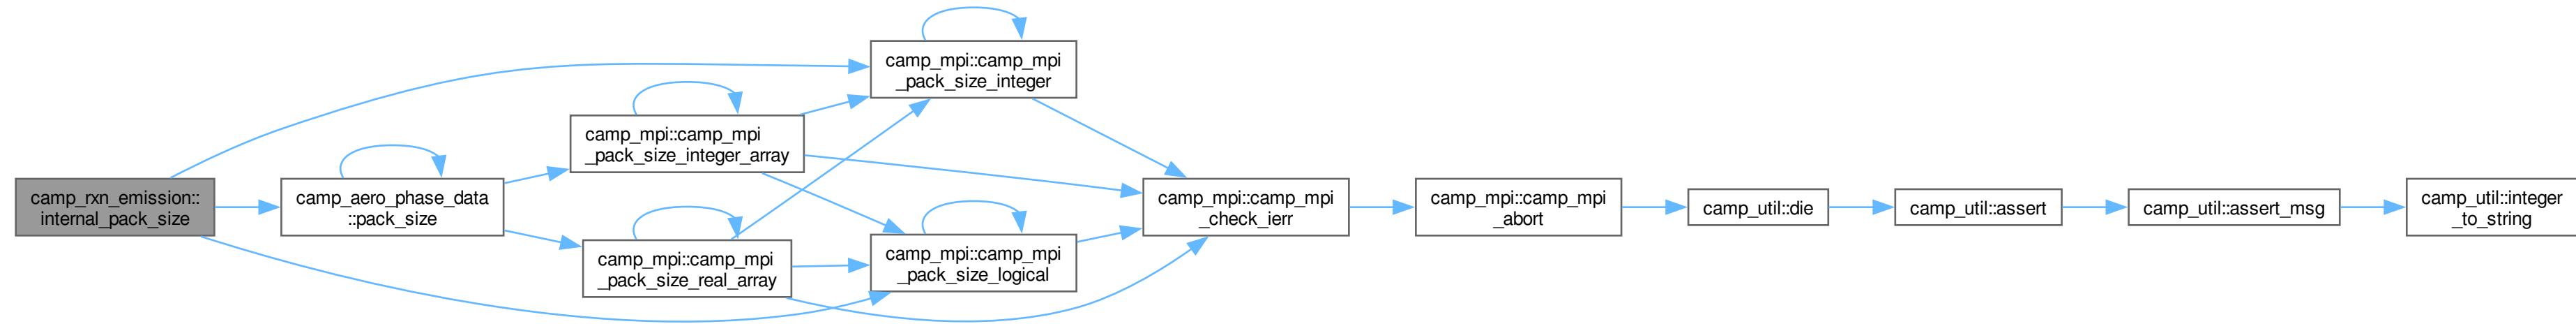 camp_rxn_emission::
internal_pack_size
camp_aero_phase_data
::pack_size
camp_mpi::camp_mpi
_pack_size_integer_array
camp_mpi::camp_mpi
_pack_size_real_array
camp_mpi::camp_mpi
_pack_size_integer
camp_mpi::camp_mpi
_pack_size_logical
camp_mpi::camp_mpi
_check_ierr
camp_mpi::camp_mpi
_abort
camp_util::die
camp_util::assert
camp_util::assert_msg
camp_util::integer
_to_string